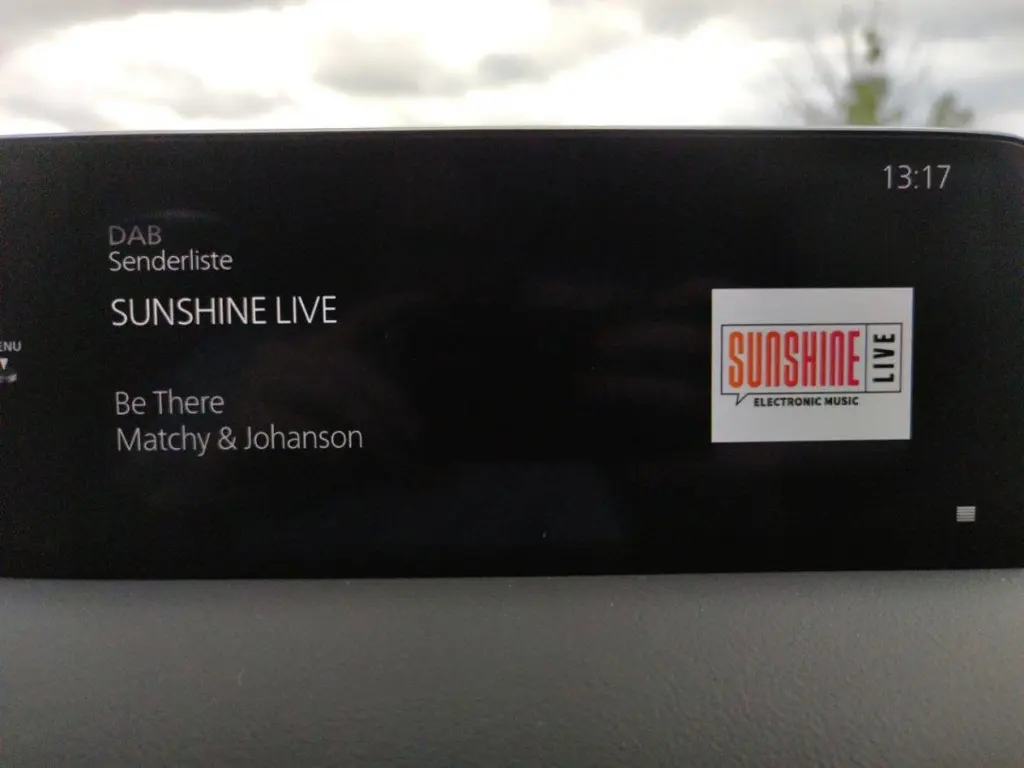 13:17
DAB
Senderliste
SUNSHINE LIVE
Be There
Matchy & Johanson
SUNSHINE LIVE
ELECTRONIC MUSIC